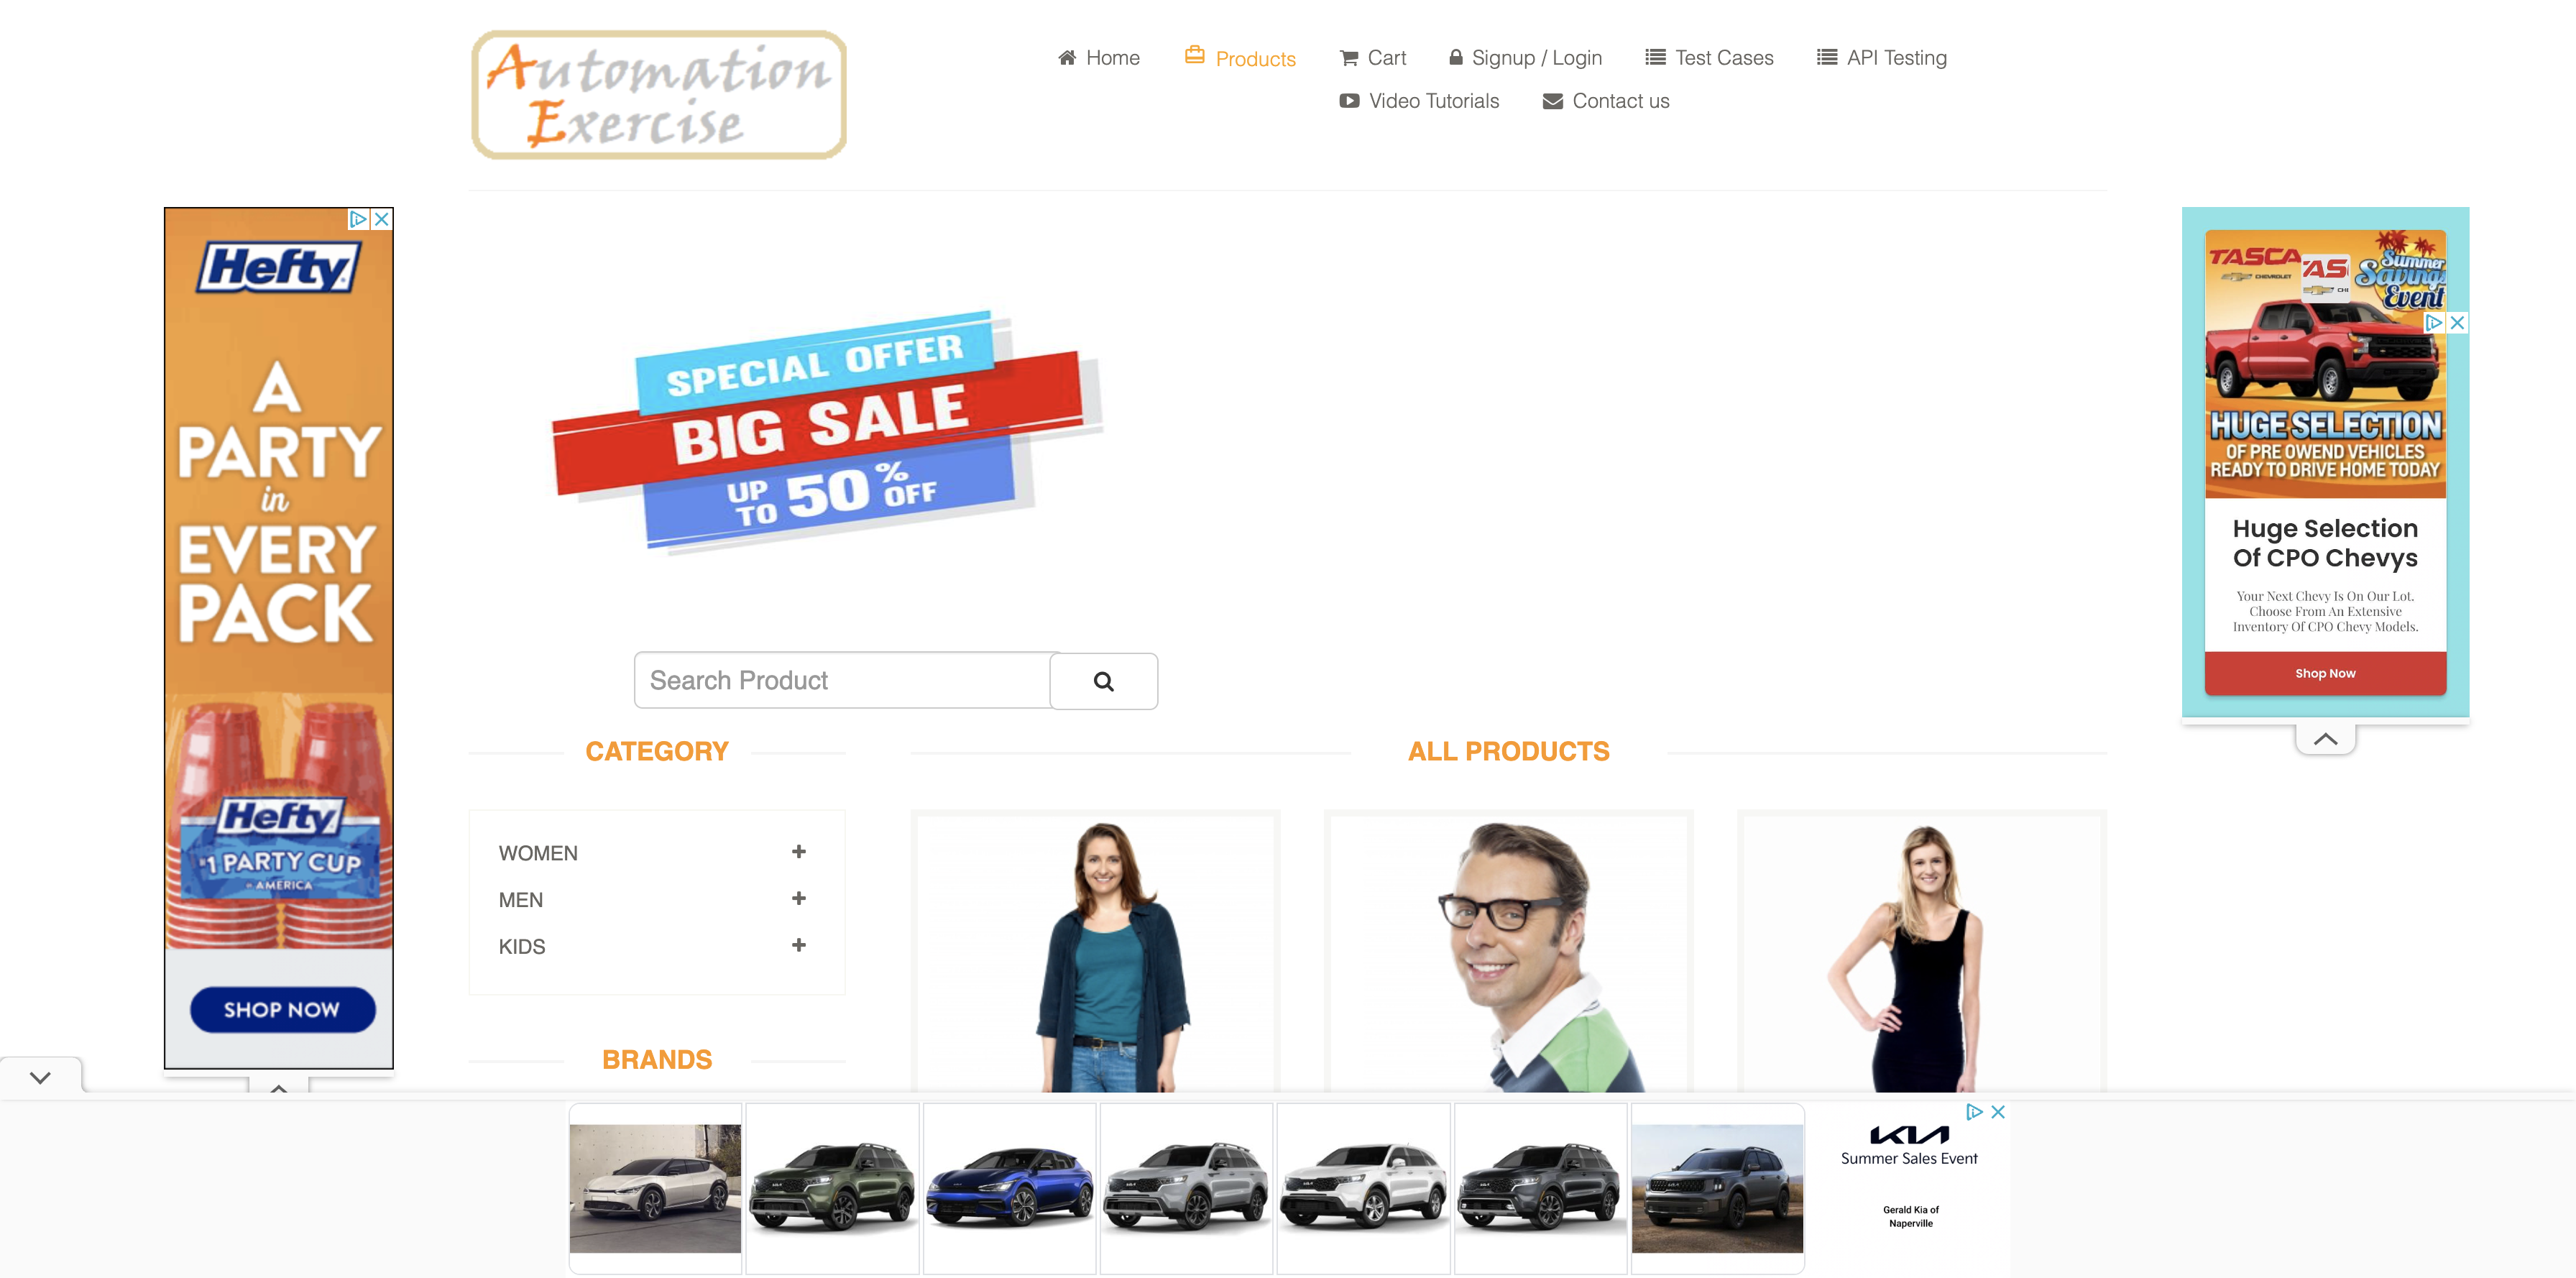 Automation
Exercise
Home
Products
Cart
Signup / Login
Test Cases
API Testing
Video Tutorials
Contact us
Hefty
A
PARTY
in
EVERY
PACK
Hefty
#1 PARTY CUP
IN AMERICA
SHOP NOW
SPECIAL OFFER
BIG SALE
UP TO 50% OFF
Search Product
TASCA
CHEVROLET
Summer
Savings
Event
HUGE SELECTION
OF PRE OWEND VEHICLES
READY TO DRIVE HOME TODAY
Huge Selection
Of CPO Chevys
Your Next Chevy Is On Our Lot.
Choose From An Extensive
Inventory Of CPO Chevy Models.
Shop Now
CATEGORY
WOMEN
MEN
KIDS
BRANDS
ALL PRODUCTS
KIA
Summer Sales Event
Gerald Kia of
Naperville